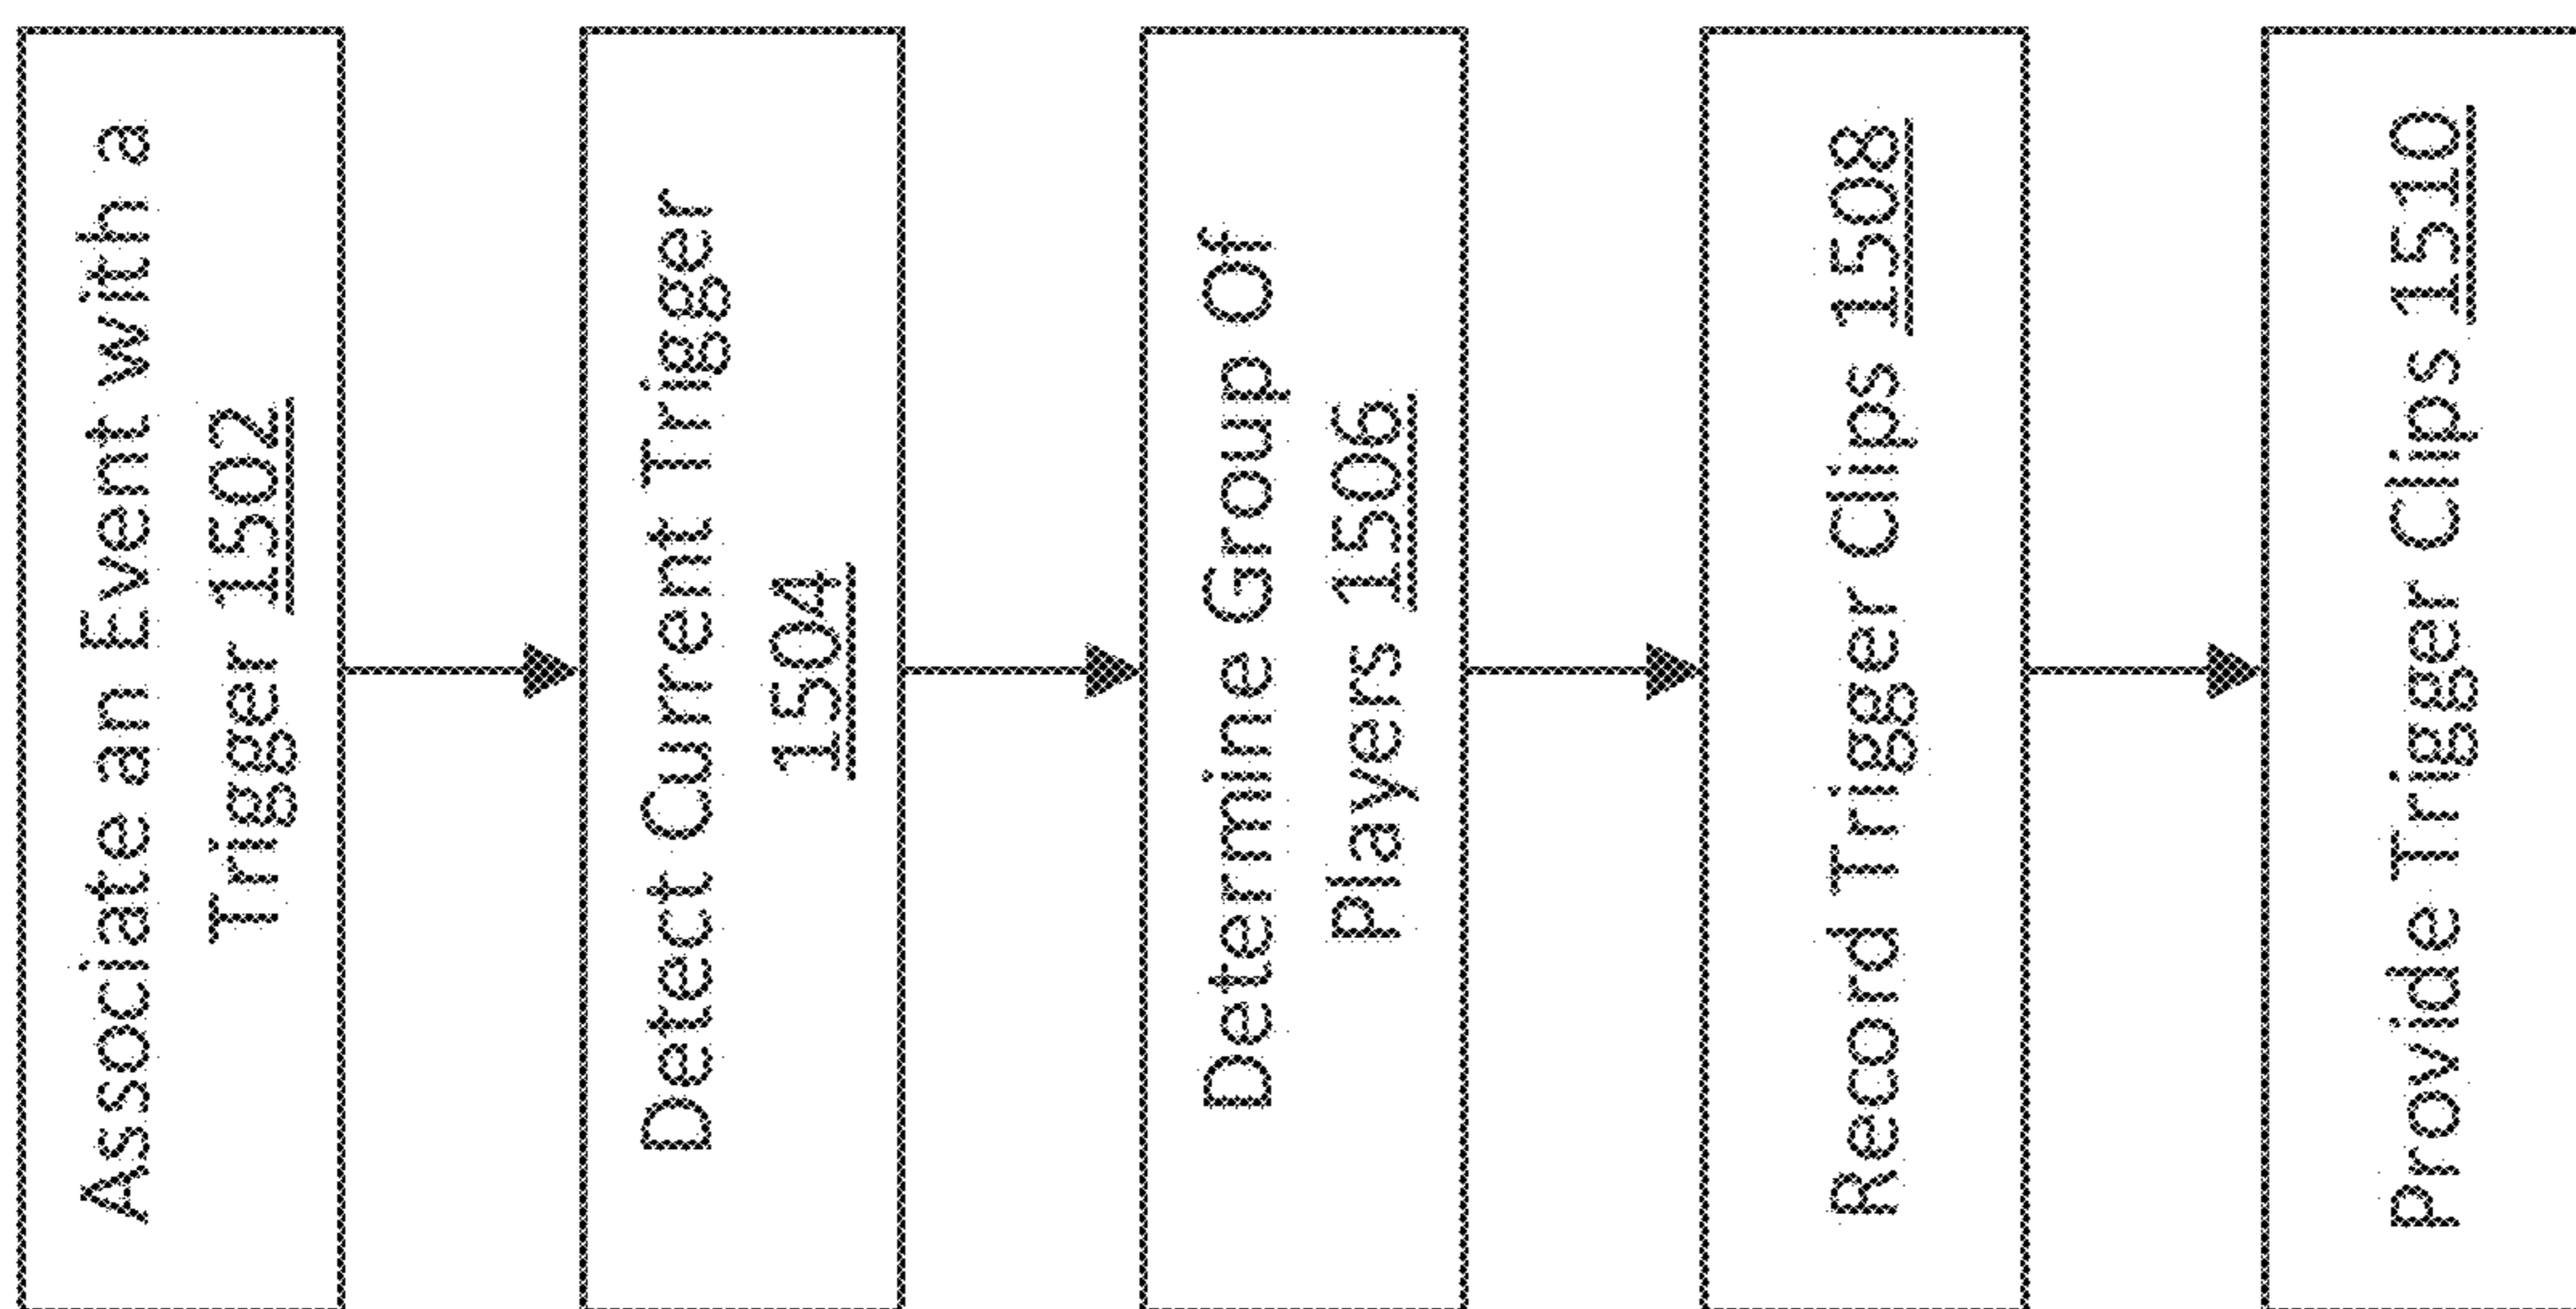 Associate an Event with a
Trigger 1502
Detect Current Trigger
1504
Determine Group Of
Players 1506
Record Trigger Clips 1508
Provide Trigger Clips 1510